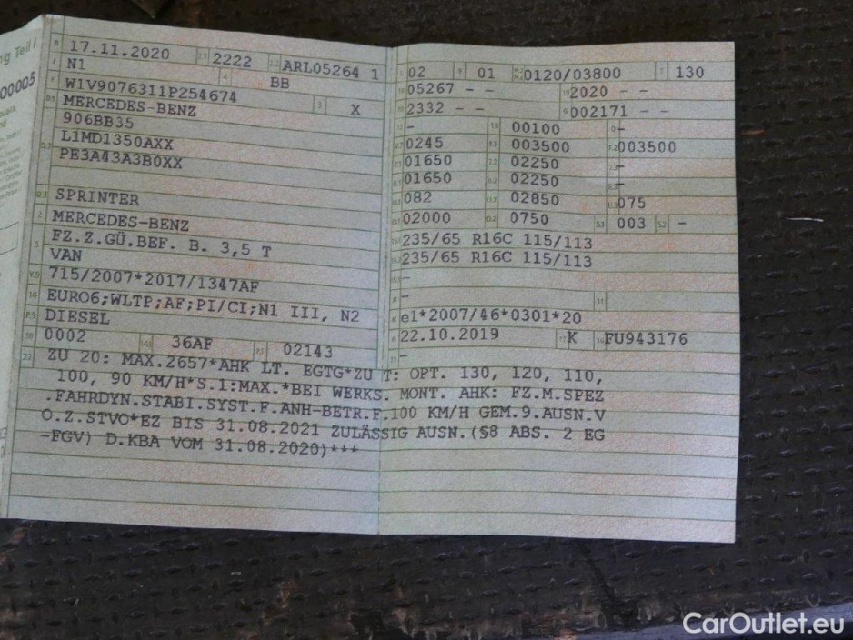 ng Teil I
00005
17.11.2020 2222 ARL05264 1
N1 BB
W1V9076311P254674
MERCEDES-BENZ X
906BB35
L1MD1350AXX
PE3A43A3B0XX
SPRINTER
MERCEDES-BENZ
FZ.Z.GÜ.BEF. B. 3,5 T
VAN
715/2007*2017/1347AF
EURO6;WLTP;AF;PI/CI;N1 III, N2
DIESEL
0002 36AF 02143
02 01 0120/03800 130
05267 - - 2020 - -
2332 - - 002171 - -
- 00100 -
0245 003500 003500
01650 02250 -
01650 02250 -
082 02850 075
02000 0750 003 -
235/65 R16C 115/113
235/65 R16C 115/113
-
-
e1*2007/46*0301*20
22.10.2019 K FU943176
-
ZU 20: MAX.2657*AHK LT. EGTG*ZU T: OPT. 130, 120, 110,
100, 90 KM/H*S.1:MAX.*BEI WERKS. MONT. AHK: FZ.M.SPEZ
.FAHRDYN.STABI.SYST.F.ANH-BETR.F.100 KM/H GEM.9.AUSN.V
O.Z.STVO*EZ BIS 31.08.2021 ZULÄSSIG AUSN.(§8 ABS. 2 EG
-FGV) D.KBA VOM 31.08.2020)***
CarOutlet.eu